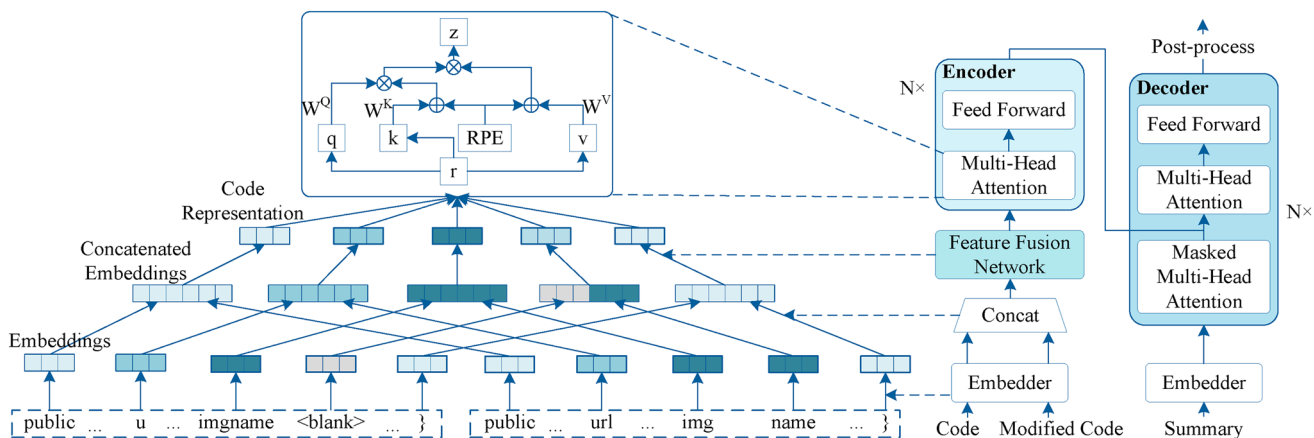 z
W^Q
W^K
W^V
q
k
RPE
v
r
Code
Representation
Concatenated
Embeddings
Embeddings
public ... u ... imgname <blank> ... }
public ... url ... img name ... }
Post-process
Encoder
N×
Feed Forward
Multi-Head
Attention
Feature Fusion
Network
Concat
Embedder
Code
Modified Code
Decoder
Feed Forward
Multi-Head
Attention
N×
Masked
Multi-Head
Attention
Embedder
Summary